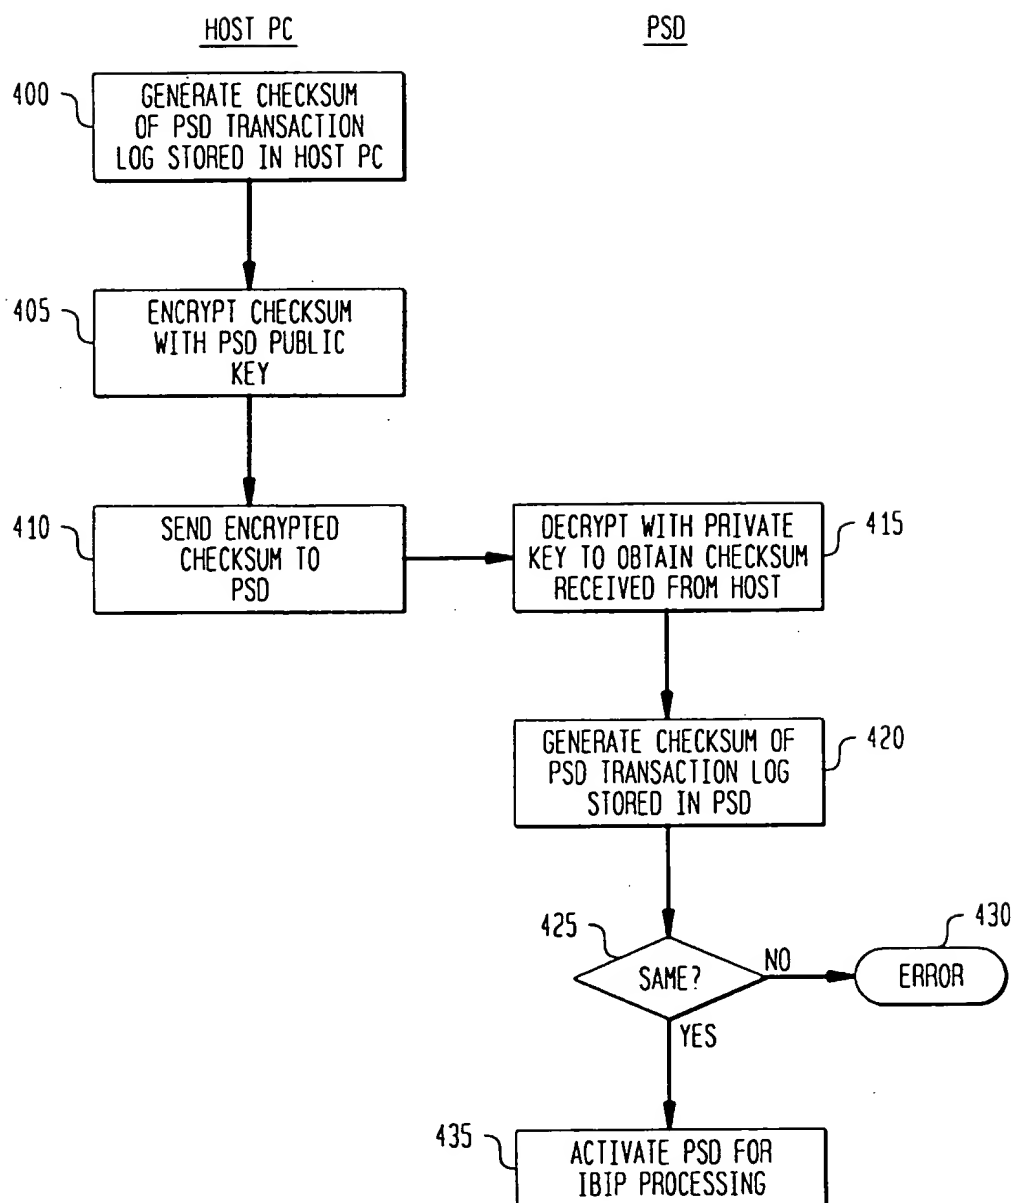 HOST PC
PSD
400
GENERATE CHECKSUM
OF PSD TRANSACTION
LOG STORED IN HOST PC
405
ENCRYPT CHECKSUM
WITH PSD PUBLIC
KEY
410
SEND ENCRYPTED
CHECKSUM TO
PSD
DECRYPT WITH PRIVATE
KEY TO OBTAIN CHECKSUM
RECEIVED FROM HOST
415
GENERATE CHECKSUM OF
PSD TRANSACTION LOG
STORED IN PSD
420
425
SAME?
NO
430
ERROR
YES
435
ACTIVATE PSD FOR
IBIP PROCESSING